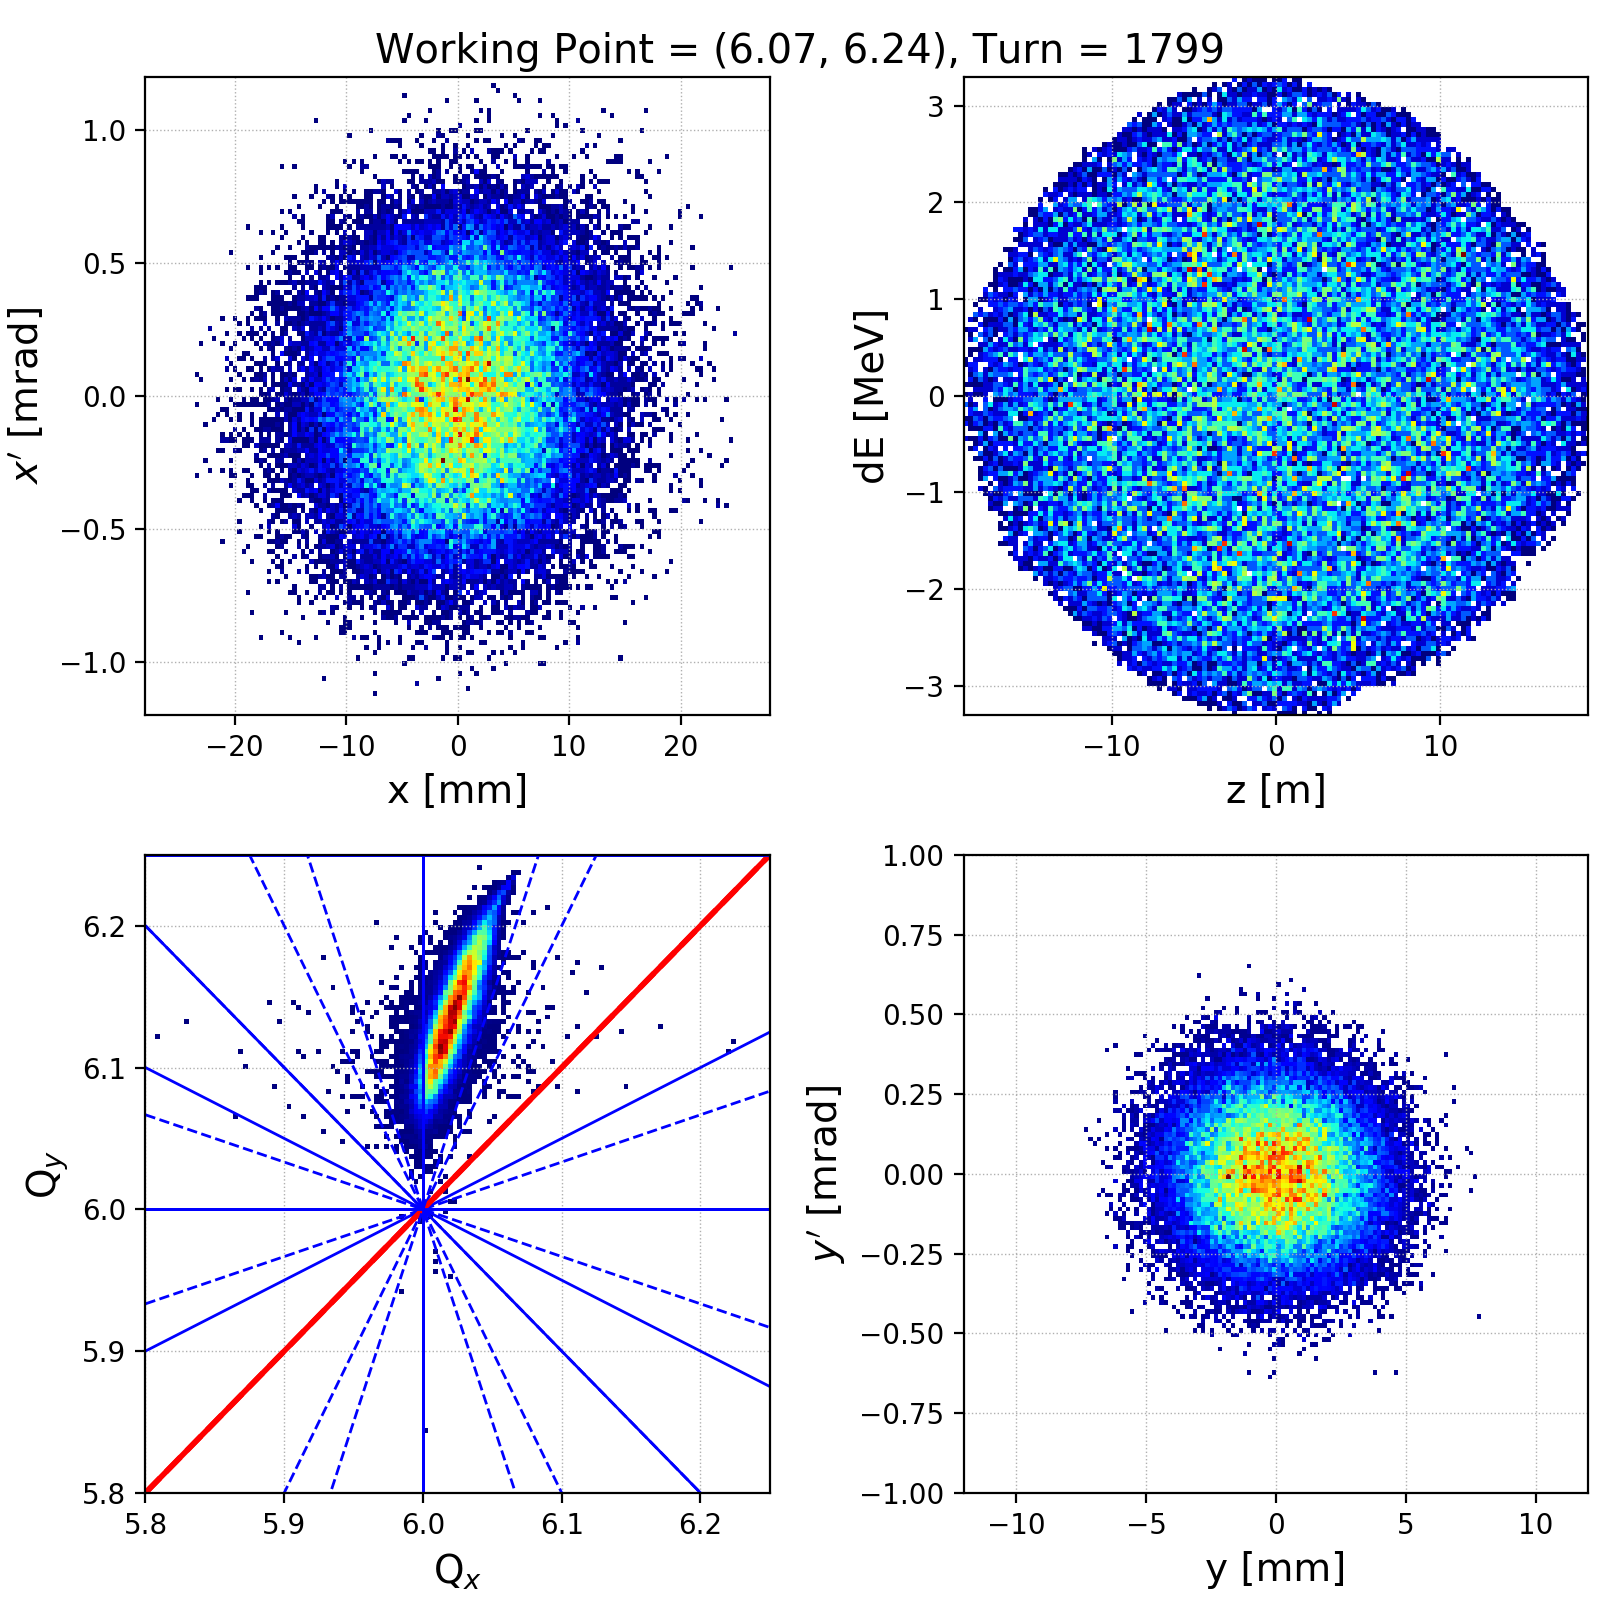 Working Point = (6.07, 6.24), Turn = 1799
1.0
0.5
0.0
−0.5
−1.0
x′ [mrad]
−20 −10 0 10 20
x [mm]
3
2
1
0
−1
−2
−3
dE [MeV]
−10 0 10
z [m]
6.2
6.1
6.0
5.9
5.8
Qy
5.8 5.9 6.0 6.1 6.2
Qx
1.00
0.75
0.50
0.25
0.00
−0.25
−0.50
−0.75
−1.00
y′ [mrad]
−10 −5 0 5 10
y [mm]